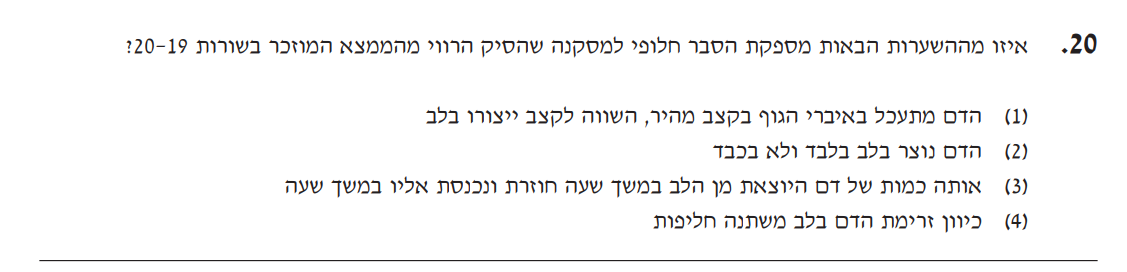 20. איזו מההשערות הבאות מספקת הסבר חלופי למסקנה שהסיק הרווי מהממצא המוזכר בשורות 20-19?
(1) הדם מתעכל באיברי הגוף בקצב מהיר, השווה לקצב ייצורו בלב
(2) הדם נוצר בלב בלבד ולא בכבד
(3) אותה כמות של דם היוצאת מן הלב במשך שעה חוזרת ונכנסת אליו במשך שעה
(4) כיוון זרימת הדם בלב משתנה חליפות